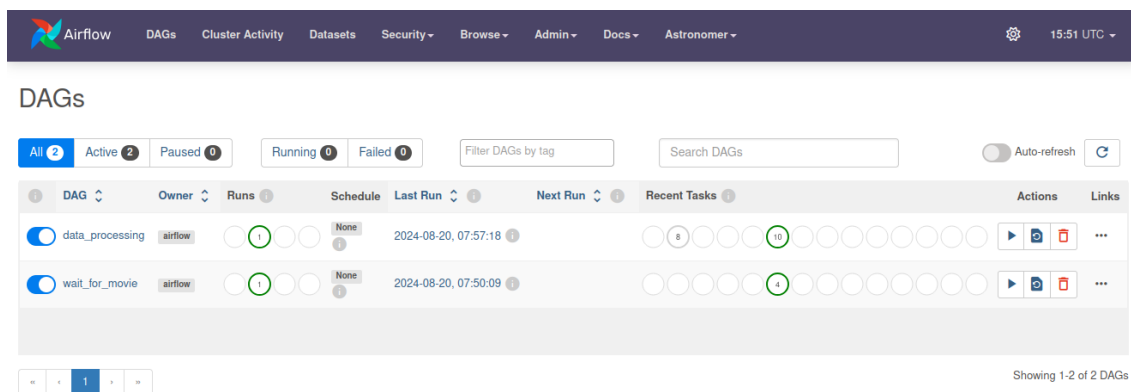 Airflow DAGs Cluster Activity Datasets Security Browse Admin Docs Astronomer 15:51 UTC
DAGs
All 2 Active 2 Paused 0 Running 0 Failed 0 Filter DAGs by tag Search DAGs Auto-refresh
DAG Owner Runs Schedule Last Run Next Run Recent Tasks Actions Links
data_processing airflow 1 None 2024-08-20, 07:57:18 8 10
wait_for_movie airflow 1 None 2024-08-20, 07:50:09 4
« ‹ 1 › » Showing 1-2 of 2 DAGs